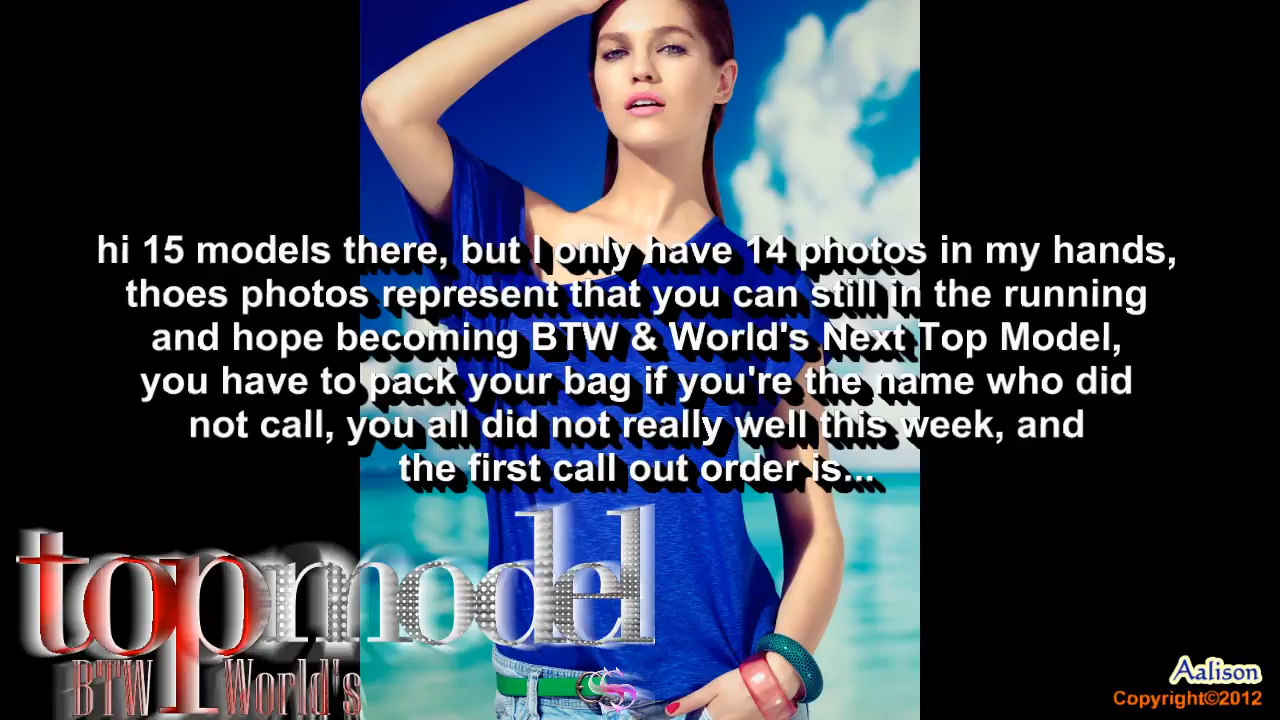 hi 15 models there, but I only have 14 photos in my hands,
thoes photos represent that you can still in the running
and hope becoming BTW & World's Next Top Model,
you have to pack your bag if you're the name who did
not call, you all did not really well this week, and
the first call out order is...
topmodel
BTW World's
Aalison
Copyright©2012